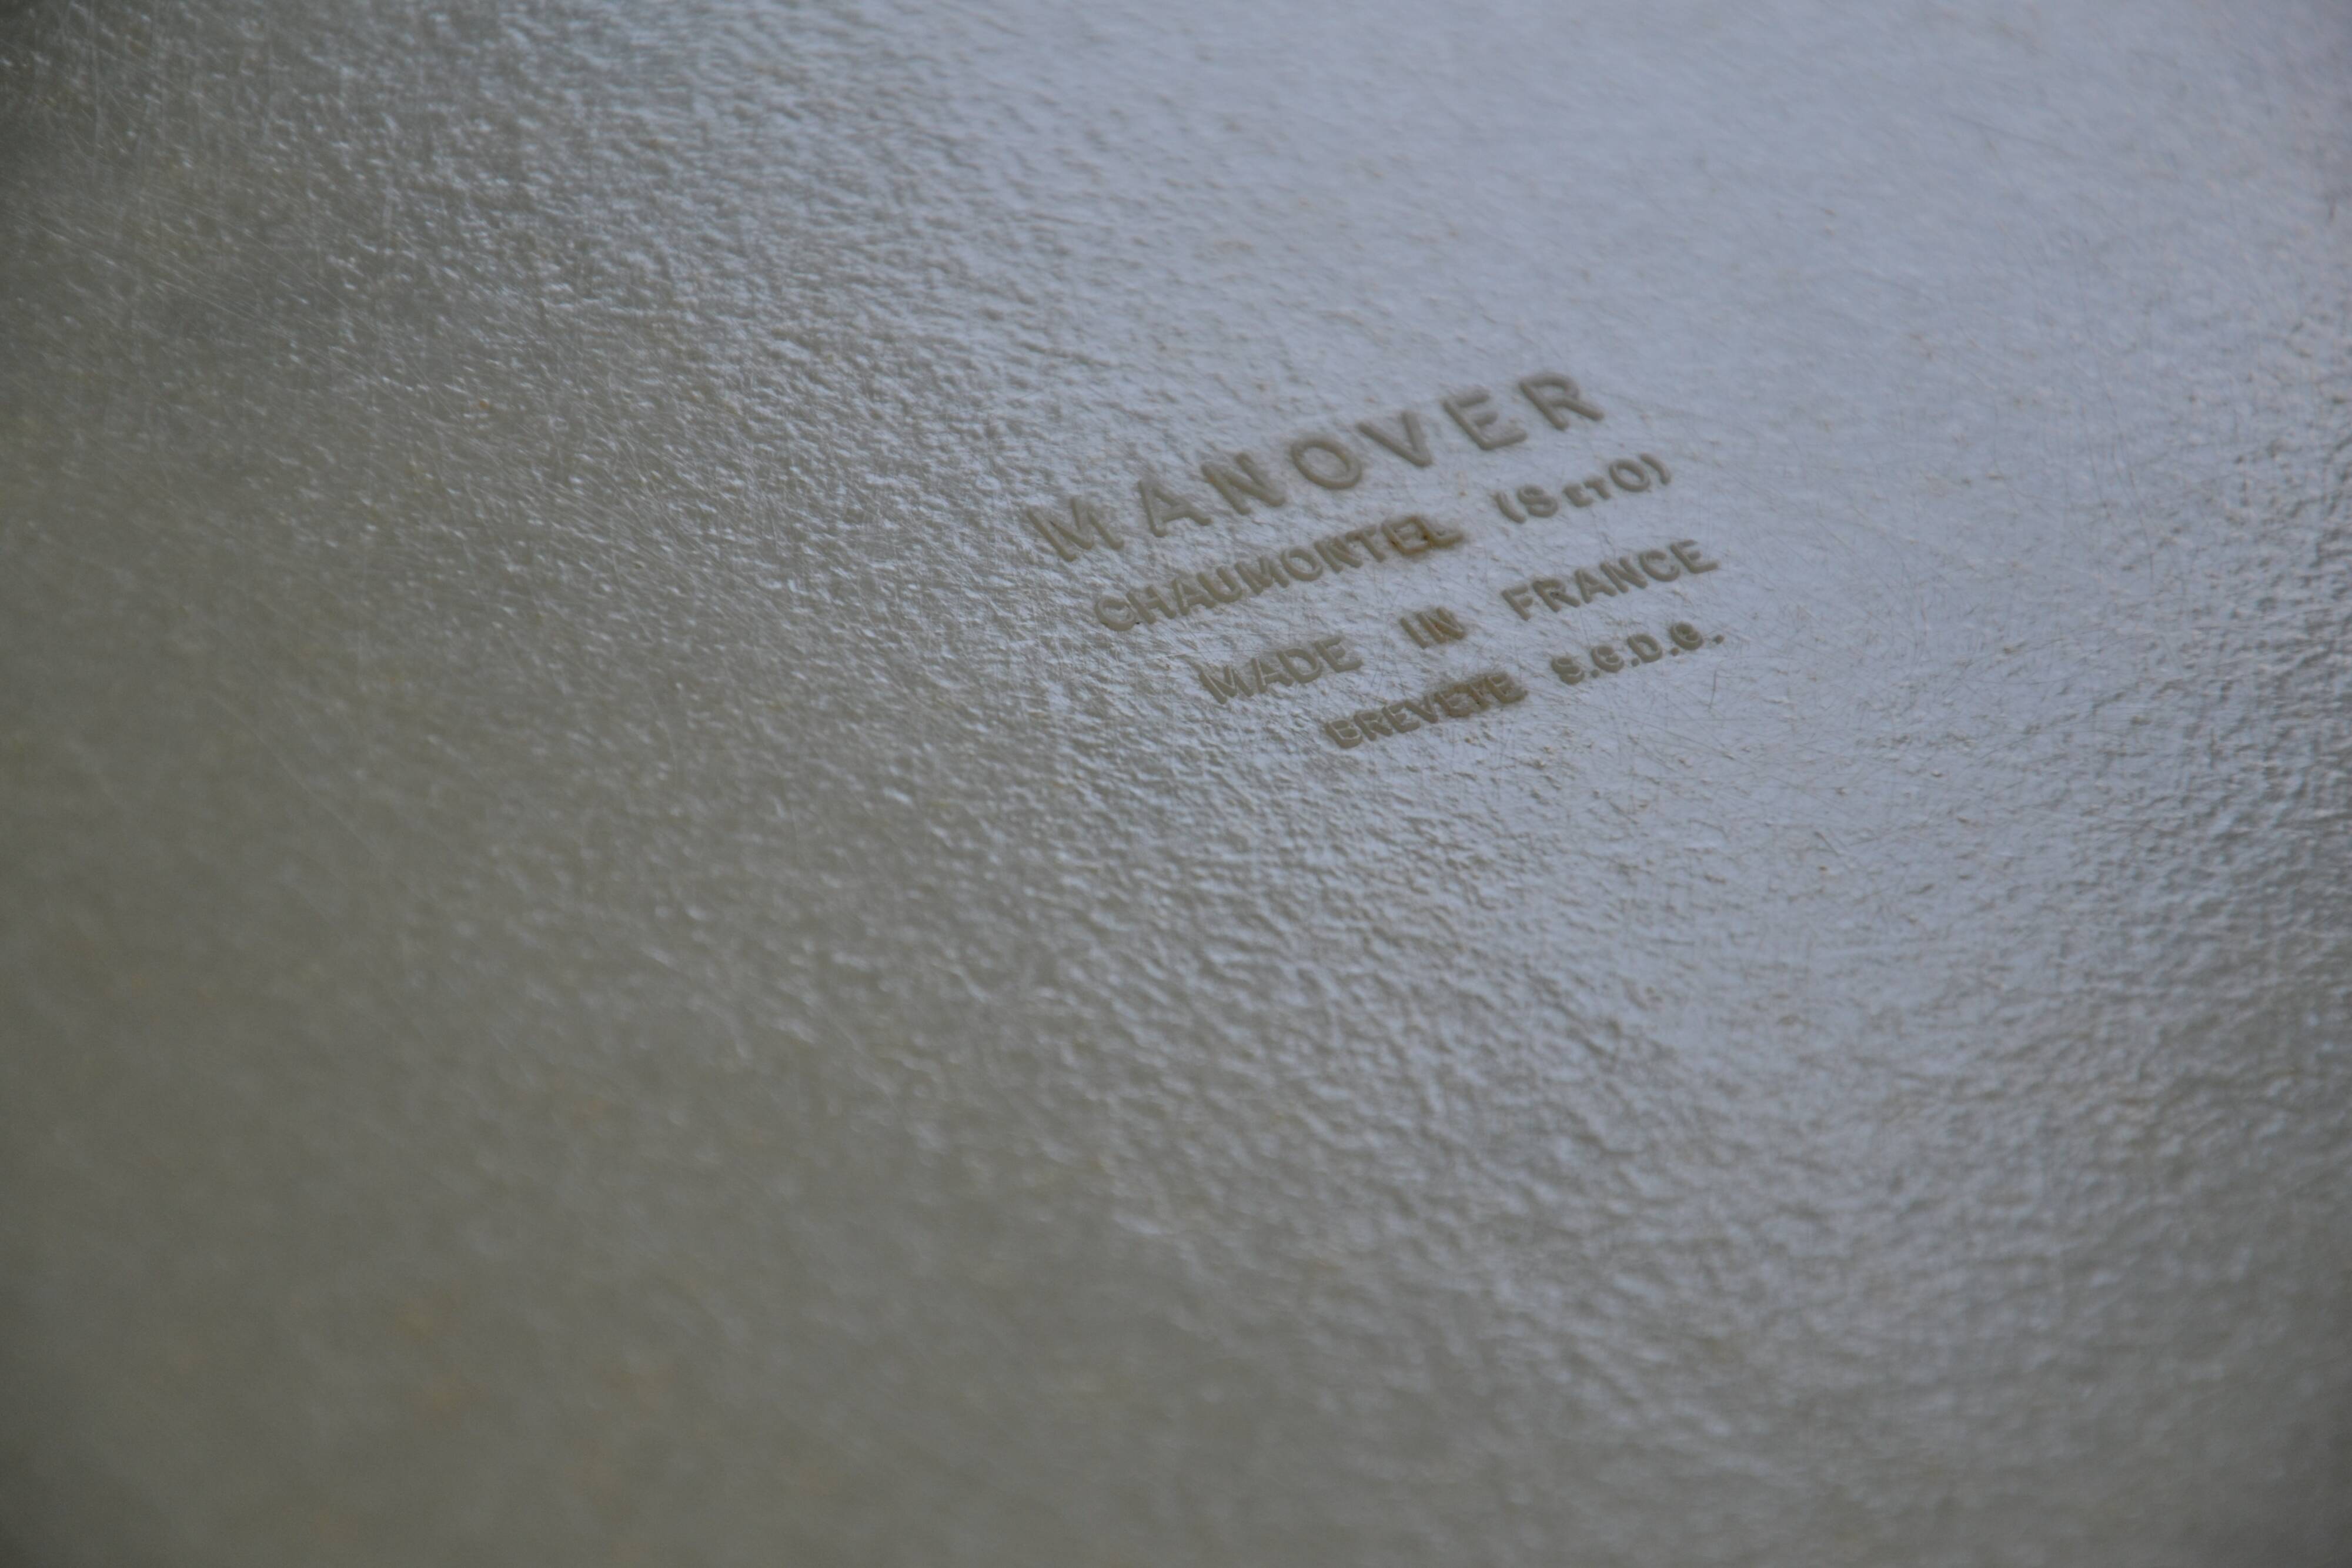 MANOVER
CHAUMONTEL (S ET O)
MADE IN FRANCE
BREVETE S.G.D.G.